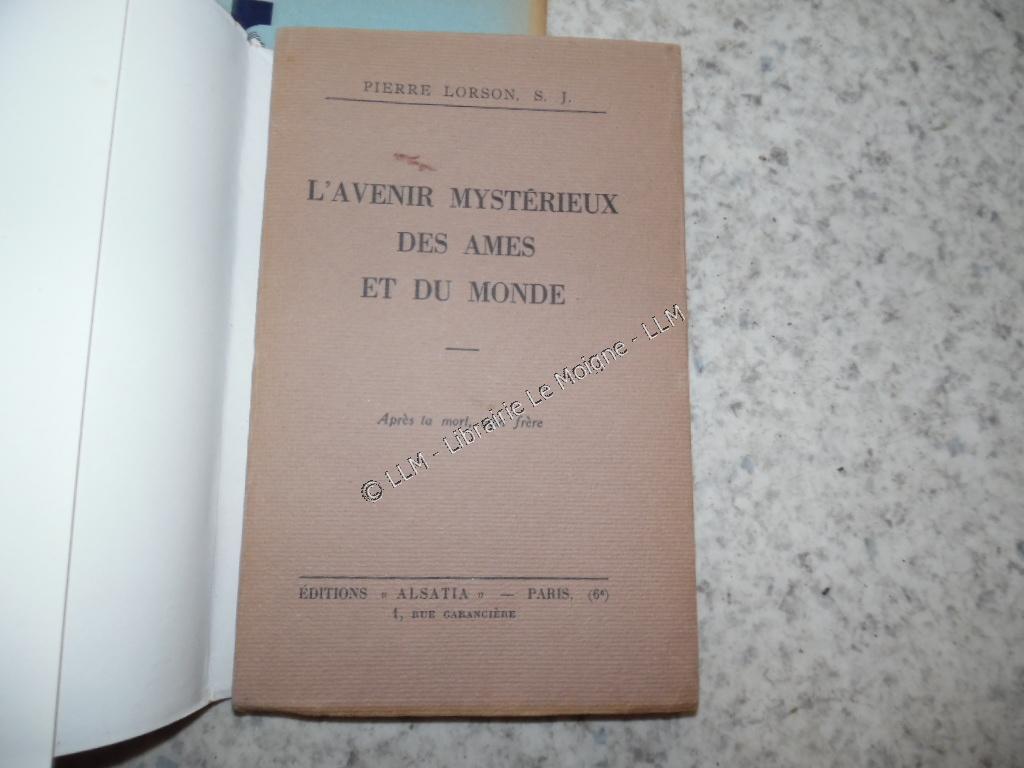 PIERRE LORSON, S. J.
L'AVENIR MYSTÉRIEUX
DES AMES
ET DU MONDE
Après la mort, frère
ÉDITIONS « ALSATIA » — PARIS, (6e)
1, RUE GARANCIÈRE
© LLM - Librairie Le Moigne - LLM